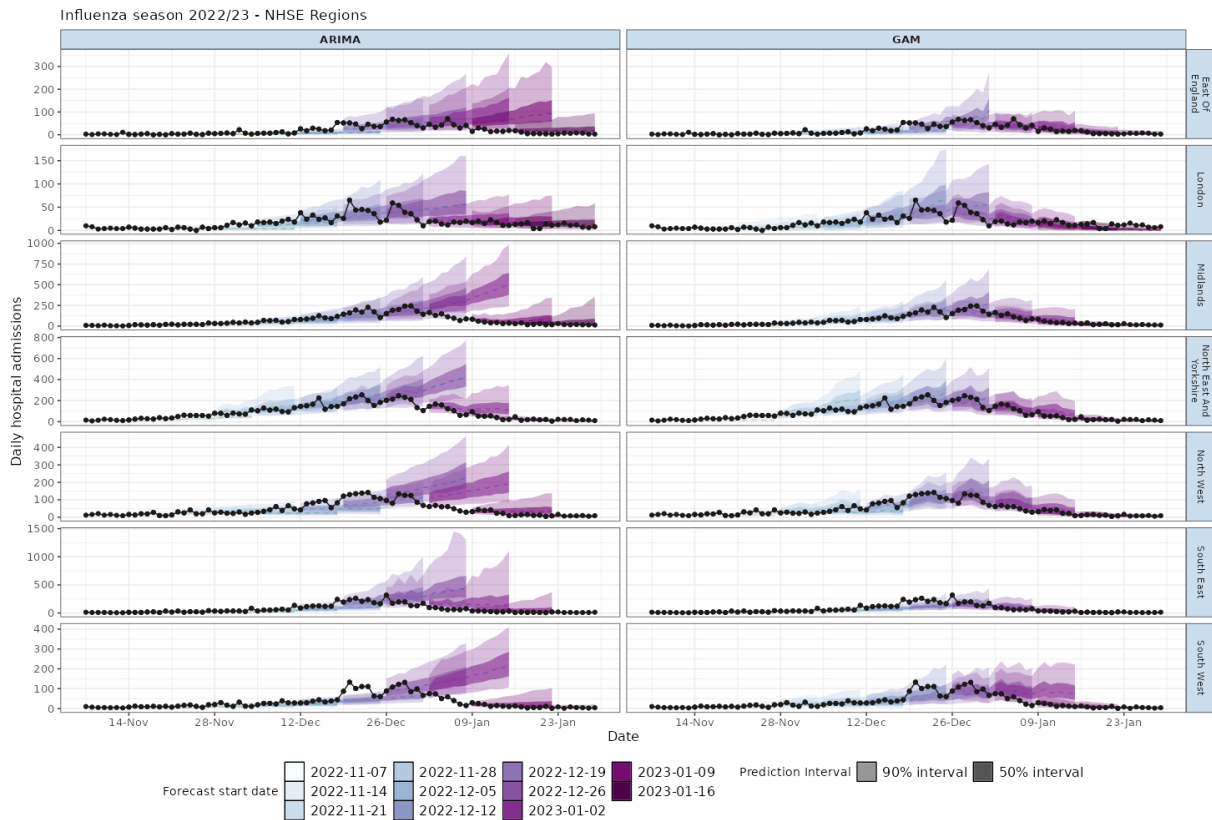 Influenza season 2022/23 - NHSE Regions
ARIMA
GAM
300
200
100
0
East Of
England
150
100
50
0
London
1000
750
500
250
0
Midlands
800
600
400
200
0
North East And
Yorkshire
400
300
200
100
0
North West
1500
1000
500
0
South East
400
300
200
100
0
South West
Daily hospital admissions
14-Nov 28-Nov 12-Dec 26-Dec 09-Jan 23-Jan
14-Nov 28-Nov 12-Dec 26-Dec 09-Jan 23-Jan
Date
Forecast start date
2022-11-07
2022-11-14
2022-11-21
2022-11-28
2022-12-05
2022-12-12
2022-12-19
2022-12-26
2023-01-02
2023-01-09
2023-01-16
Prediction Interval
90% interval
50% interval